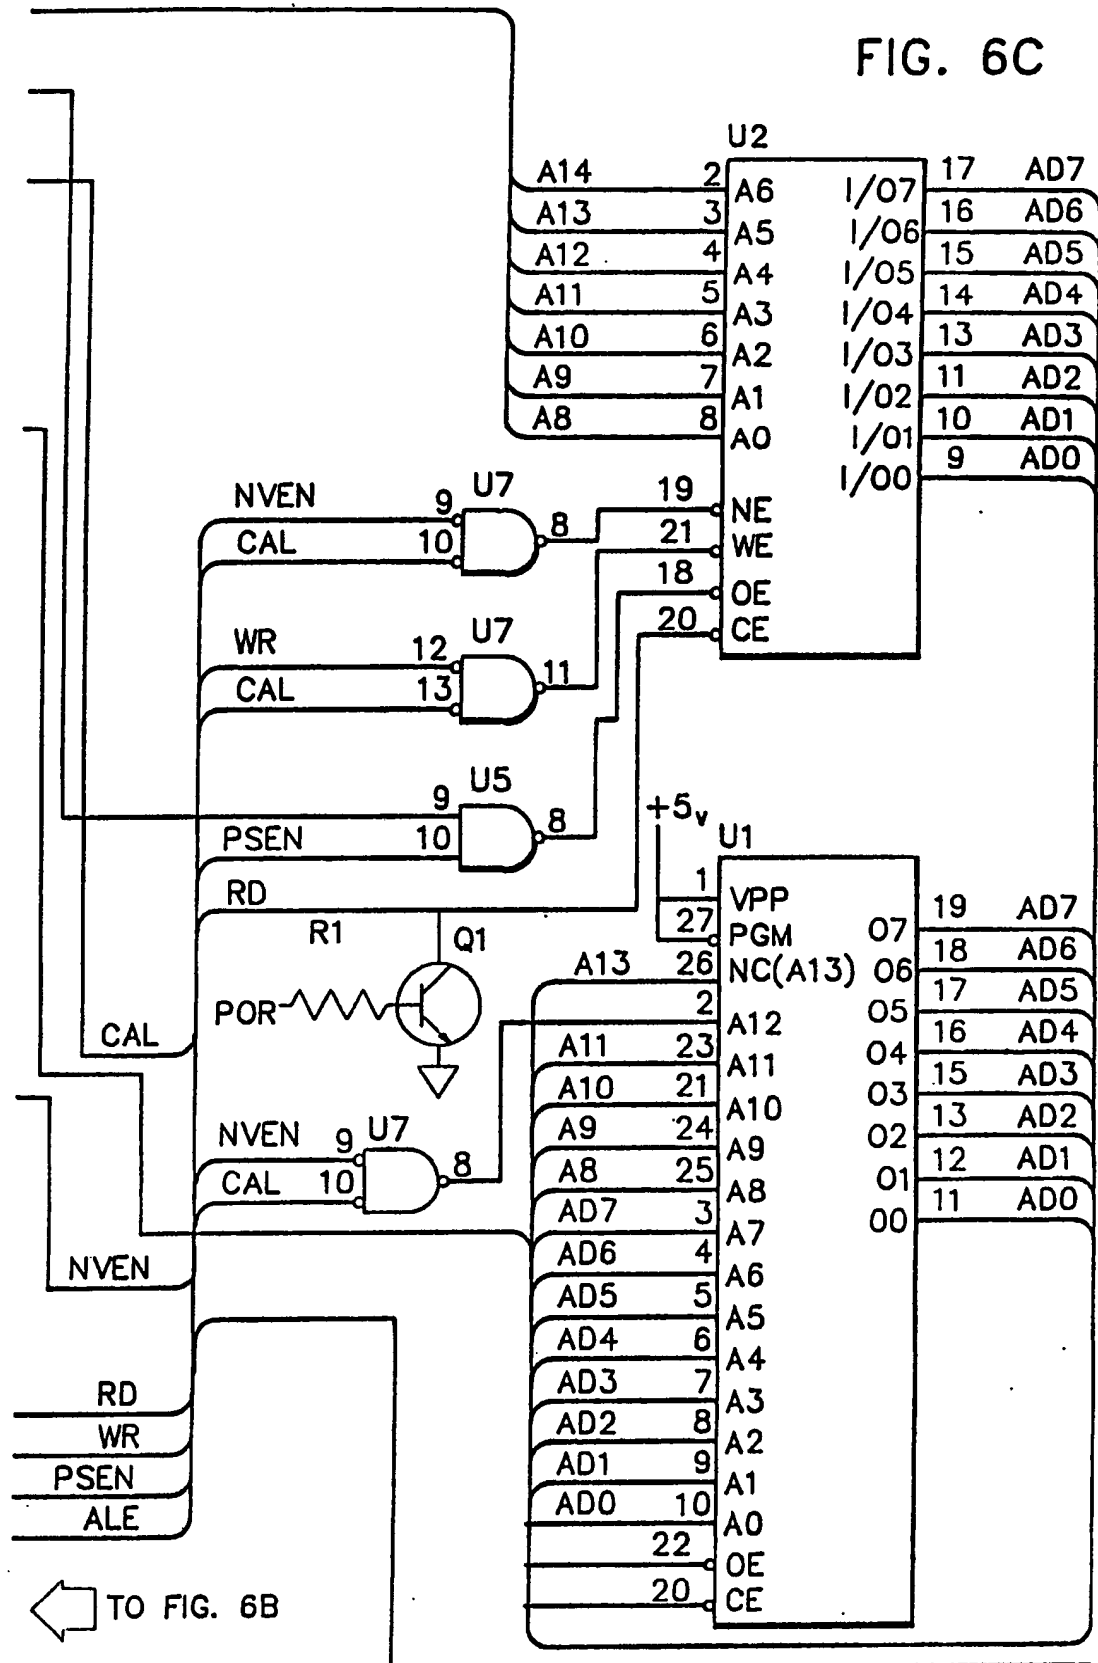 FIG. 6C
U2
A14 2 A6 I/O7 17 AD7
A13 3 A5 I/O6 16 AD6
A12 4 A4 I/O5 15 AD5
A11 5 A3 I/O4 14 AD4
A10 6 A2 I/O3 13 AD3
A9 7 A1 I/O2 11 AD2
A8 8 A0 I/O1 10 AD1
I/O0 9 AD0
NVEN 9 U7 8 19 NE
CAL 10 21 WE
18 OE
20 CE
WR 12 U7 11
CAL 13
U5
9 8
PSEN 10
RD
R1 Q1
POR
+5v
U1
1 VPP O7 19 AD7
27 PGM O6 18 AD6
A13 26 NC(A13) O5 17 AD5
2 A12 O4 16 AD4
A11 23 A11 O3 15 AD3
A10 21 A10 O2 13 AD2
A9 24 A9 O1 12 AD1
A8 25 A8 O0 11 AD0
AD7 3 A7
AD6 4 A6
AD5 5 A5
AD4 6 A4
AD3 7 A3
AD2 8 A2
AD1 9 A1
AD0 10 A0
22 OE
20 CE
CAL
NVEN 9 U7 8
CAL 10
NVEN
RD
WR
PSEN
ALE
TO FIG. 6B